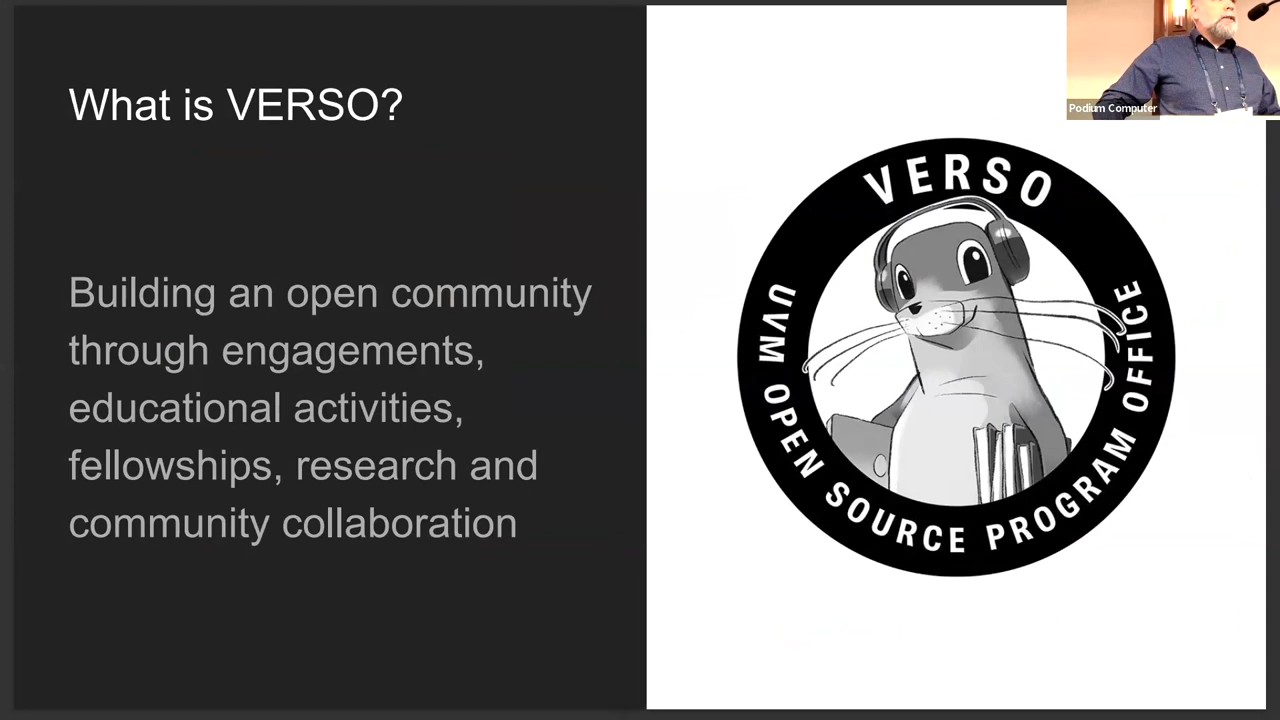 What is VERSO?
Building an open community
through engagements,
educational activities,
fellowships, research and
community collaboration
VERSO
UVM OPEN SOURCE PROGRAM OFFICE
Podium Computer